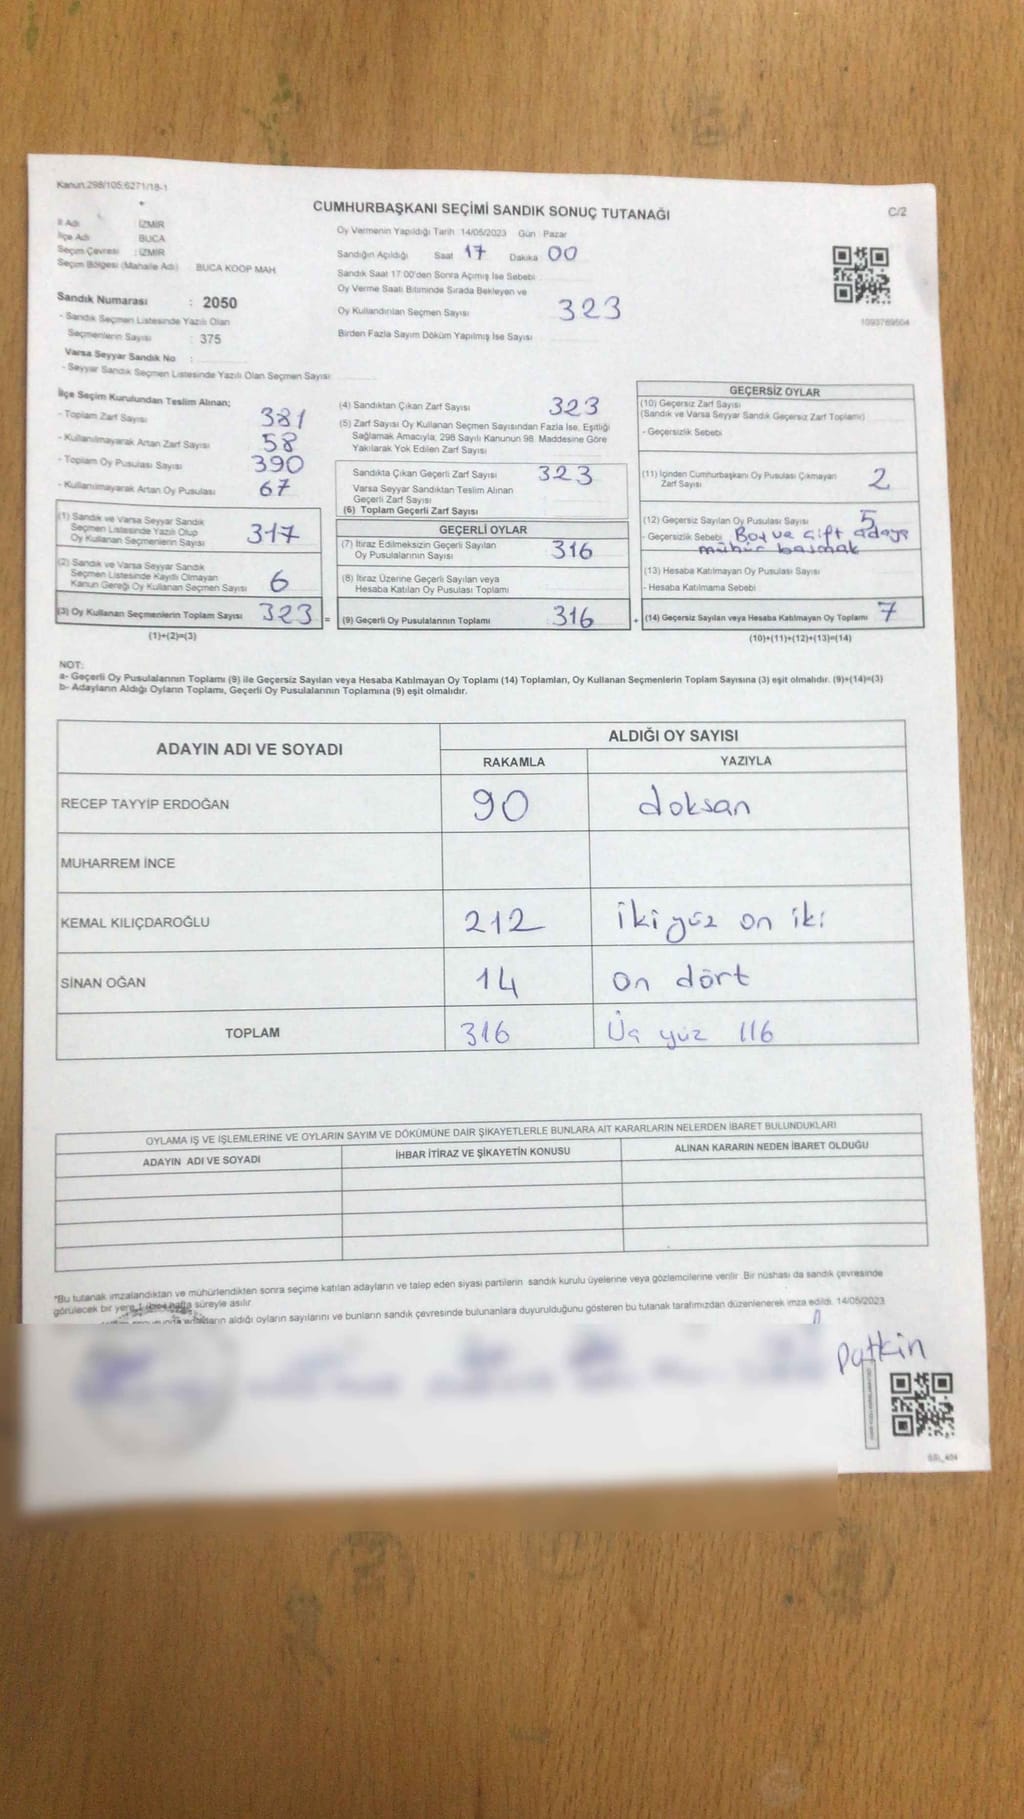 Kanun:298/105;6271/18-1
CUMHURBAŞKANI SEÇİMİ SANDIK SONUÇ TUTANAĞI
C/2
İl Adı : İZMİR
İlçe Adı : BUCA
Seçim Çevresi : İZMİR
Seçim Bölgesi (Mahalle Adı) : BUCA KOOP MAH.
Sandık Numarası : 2050
- Sandık Seçmen Listesinde Yazılı Olan
Seçmenlerin Sayısı : 375
Varsa Seyyar Sandık No :
- Seyyar Sandık Seçmen Listesinde Yazılı Olan Seçmen Sayısı
Oy Vermenin Yapıldığı Tarih :14/05/2023 Gün : Pazar
Sandığın Açıldığı Saat 17 Dakika 00
Sandık Saat 17:00'den Sonra Açımış İse Sebebi
Oy Verme Saati Bitiminde Sırada Bekleyen ve
Oy Kullandırılan Seçmen Sayısı 323
Birden Fazla Sayım Döküm Yapılmış İse Sayısı
1093769504
İlçe Seçim Kurulundan Teslim Alınan;
- Toplam Zarf Sayısı 381
- Kullanılmayarak Artan Zarf Sayısı 58
- Toplam Oy Pusulası Sayısı 390
- Kullanılmayarak Artan Oy Pusulası 67
(1) Sandık ve Varsa Seyyar Sandık
Seçmen Listesinde Yazılı Olup
Oy Kullanan Seçmenlerin Sayısı 317
(2) Sandık ve Varsa Seyyar Sandık
Seçmen Listesinde Kayıtlı Olmayan
Kanun Gereği Oy Kullanan Seçmen Sayısı 6
(3) Oy Kullanan Seçmenlerin Toplam Sayısı 323 =
(1)+(2)=(3)
(4) Sandıktan Çıkan Zarf Sayısı 323
(5) Zarf Sayısı Oy Kullanan Seçmen Sayısından Fazla İse, Eşitliği
Sağlamak Amacıyla, 298 Sayılı Kanunun 98. Maddesine Göre
Yakılarak Yok Edilen Zarf Sayısı
Sandıkta Çıkan Geçerli Zarf Sayısı 323
Varsa Seyyar Sandıktan Teslim Alınan
Geçerli Zarf Sayısı
(6) Toplam Geçerli Zarf Sayısı
GEÇERLİ OYLAR
(7) İtiraz Edilmeksizin Geçerli Sayılan
Oy Pusulalarının Sayısı 316
(8) İtiraz Üzerine Geçerli Sayılan veya
Hesaba Katılan Oy Pusulası Toplamı
(9) Geçerli Oy Pusulalarının Toplamı 316 +
GEÇERSİZ OYLAR
(10) Geçersiz Zarf Sayısı
(Sandık ve Varsa Seyyar Sandık Geçersiz Zarf Toplamı)
- Geçersizlik Sebebi
(11) İçinden Cumhurbaşkanı Oy Pusulası Çıkmayan
Zarf Sayısı 2
(12) Geçersiz Sayılan Oy Pusulası Sayısı 5
- Geçersizlik Sebebi ve çift adaya
mühür basmak
(13) Hesaba Katılmayan Oy Pusulası Sayısı
- Hesaba Katılmama Sebebi
(14) Geçersiz Sayılan veya Hesaba Katılmayan Oy Toplamı 7
(10)+(11)+(12)+(13)=(14)
NOT:
a- Geçerli Oy Pusulalarının Toplamı (9) ile Geçersiz Sayılan veya Hesaba Katılmayan Oy Toplamı (14) Toplamları, Oy Kullanan Seçmenlerin Toplam Sayısına (3) eşit olmalıdır. (9)+(14)=(3)
b- Adayların Aldığı Oyların Toplamı, Geçerli Oy Pusulalarının Toplamına (9) eşit olmalıdır.
ADAYIN ADI VE SOYADI ALDIĞI OY SAYISI
RAKAMLA YAZIYLA
RECEP TAYYİP ERDOĞAN 90 doksan
MUHARREM İNCE
KEMAL KILIÇDAROĞLU 212 iki yüz on iki
SİNAN OĞAN 14 on dört
TOPLAM 316 Üç yüz 116
OYLAMA İŞ VE İŞLEMLERİNE VE OYLARIN SAYIM VE DÖKÜMÜNE DAİR ŞİKAYETLERLE BUNLARA AİT KARARLARIN NELERDEN İBARET BULUNDUKLARI
ADAYIN ADI VE SOYADI İHBAR İTİRAZ VE ŞİKAYETİN KONUSU ALINAN KARARIN NEDEN İBARET OLDUĞU
*Bu tutanak imzalandıktan ve mühürlendikten sonra seçime katılan adayların ve talep eden siyasi partilerin sandık kurulu üyelerine veya gözlemcilerine verilir. Bir nüshası da sandık çevresinde
görülecek bir yere 1 (bir) hafta süreyle asılır.
adayların aldığı oyların sayılarını ve bunların sandık çevresinde bulunanlara duyurulduğunu gösteren bu tutanak tarafımızdan düzenlenerek imza edildi. 14/05/2023